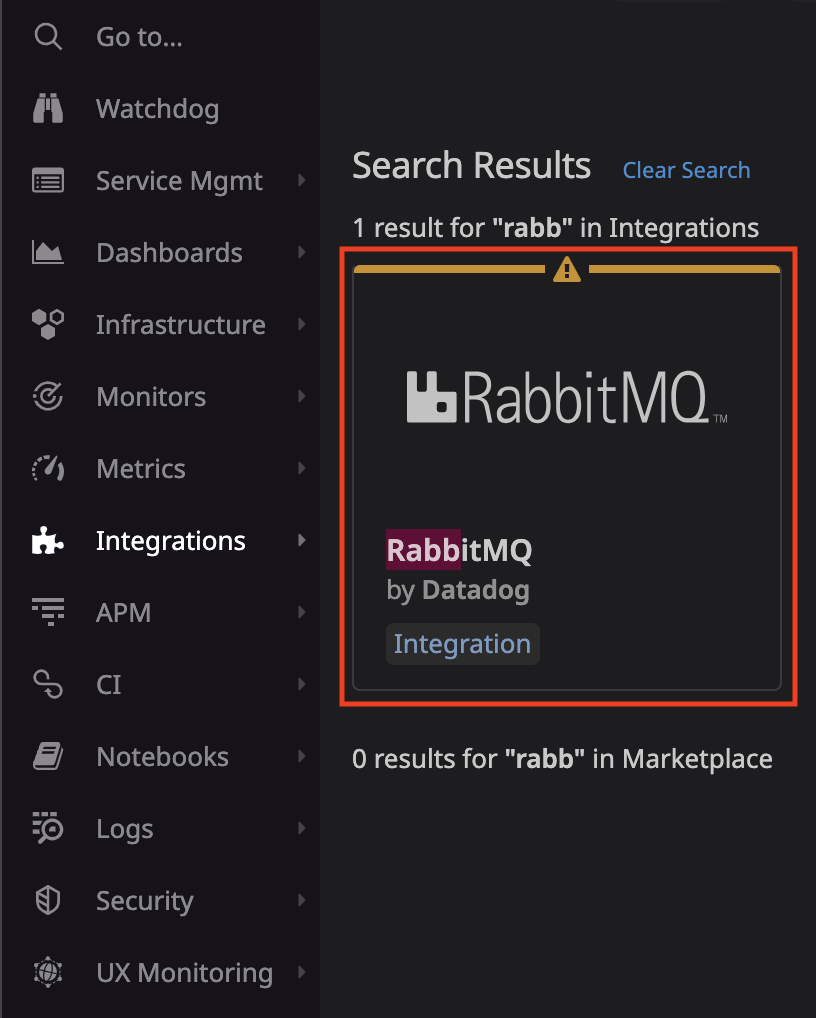 Go to...
Watchdog
Service Mgmt
Dashboards
Infrastructure
Monitors
Metrics
Integrations
APM
CI
Notebooks
Logs
Security
UX Monitoring
Search Results Clear Search
1 result for "rabb" in Integrations
RabbitMQ™
RabbitMQ
by Datadog
Integration
0 results for "rabb" in Marketplace